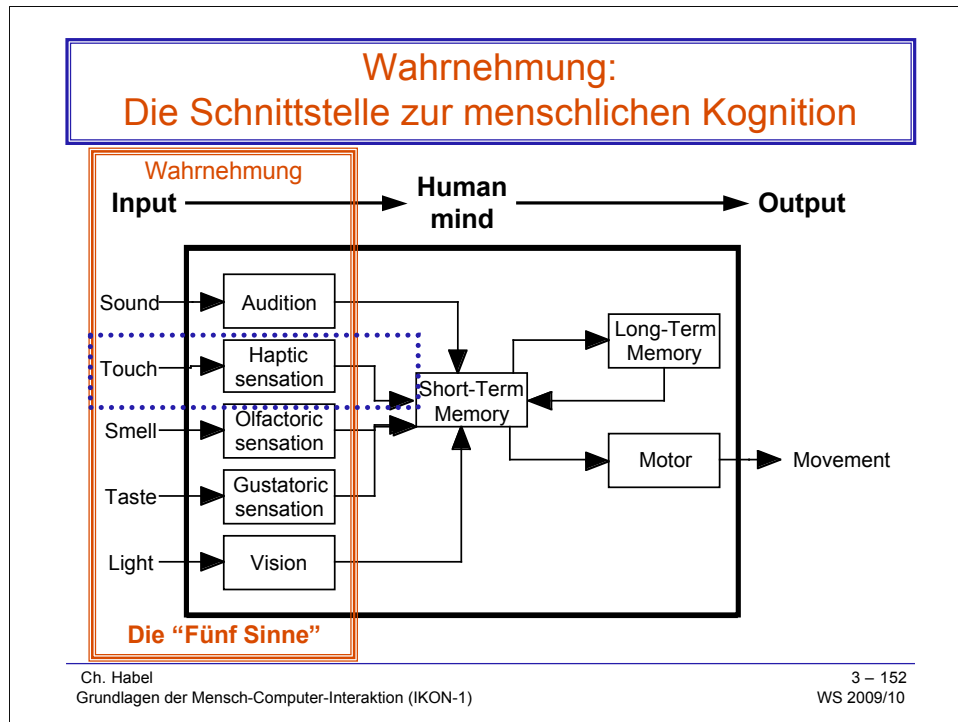 Wahrnehmung:
Die Schnittstelle zur menschlichen Kognition
Wahrnehmung
Input
Human
mind
Output
Sound
Audition
Touch
Haptic
sensation
Smell
Olfactoric
sensation
Taste
Gustatoric
sensation
Light
Vision
Short-Term
Memory
Long-Term
Memory
Motor
Movement
Die "Fünf Sinne"
Ch. Habel
Grundlagen der Mensch-Computer-Interaktion (IKON-1)
3 – 152
WS 2009/10